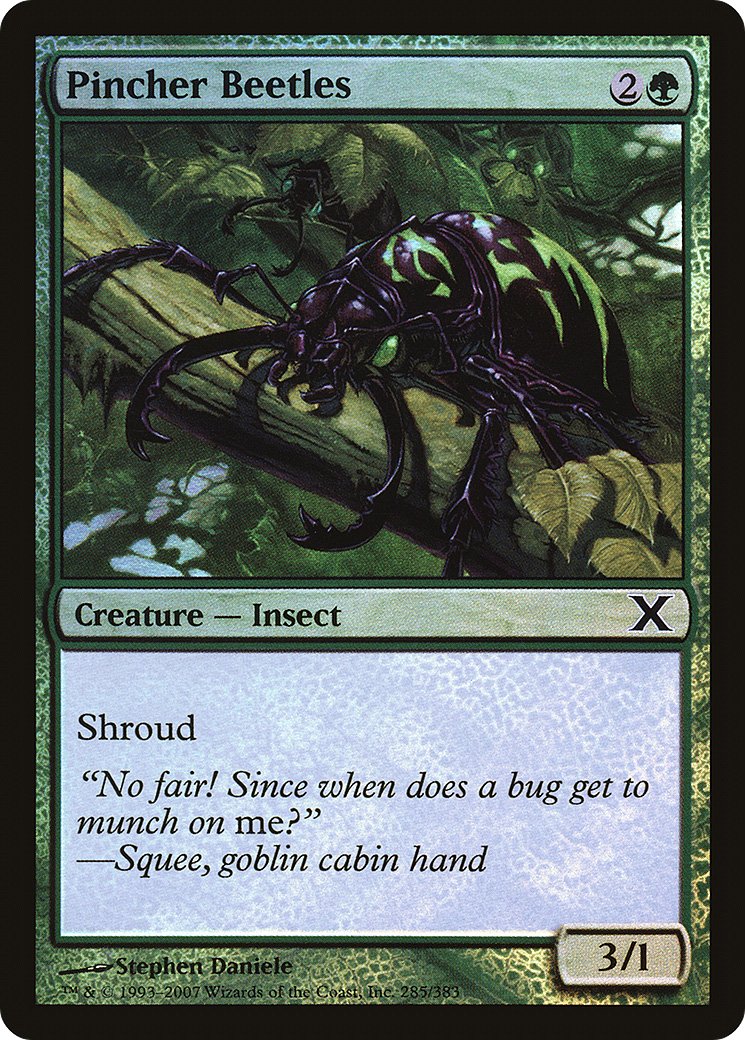 Pincher Beetles
2
Creature — Insect
X
Shroud
“No fair! Since when does a bug get to
munch on me?”
—Squee, goblin cabin hand
3/1
Stephen Daniele
™ & © 1993–2007 Wizards of the Coast, Inc. 285/383